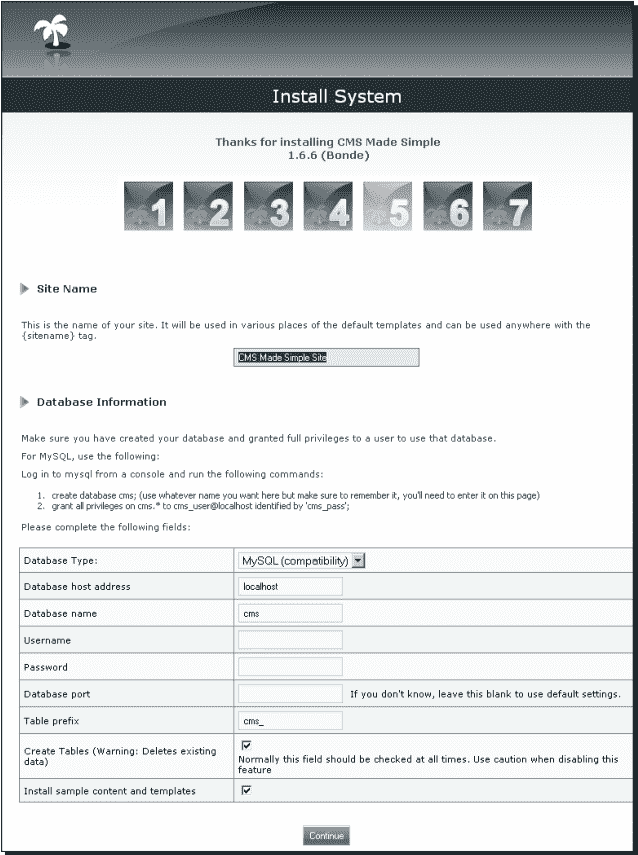 Install System
Thanks for installing CMS Made Simple
1.6.6 (Bonde)
1 2 3 4 5 6 7
Site Name
This is the name of your site. It will be used in various places of the default templates and can be used anywhere with the
{sitename} tag.
CMS Made Simple Site
Database Information
Make sure you have created your database and granted full privileges to a user to use that database.
For MySQL, use the following:
Log in to mysql from a console and run the following commands:
1. create database cms; (use whatever name you want here but make sure to remember it, you'll need to enter it on this page)
2. grant all privileges on cms.* to cms_user@localhost identified by 'cms_pass';
Please complete the following fields:
Database Type: MySQL (compatibility)
Database host address localhost
Database name cms
Username
Password
Database port If you don't know, leave this blank to use default settings.
Table prefix cms_
Create Tables (Warning: Deletes existing
data)
Normally this field should be checked at all times. Use caution when disabling this
feature
Install sample content and templates
Continue